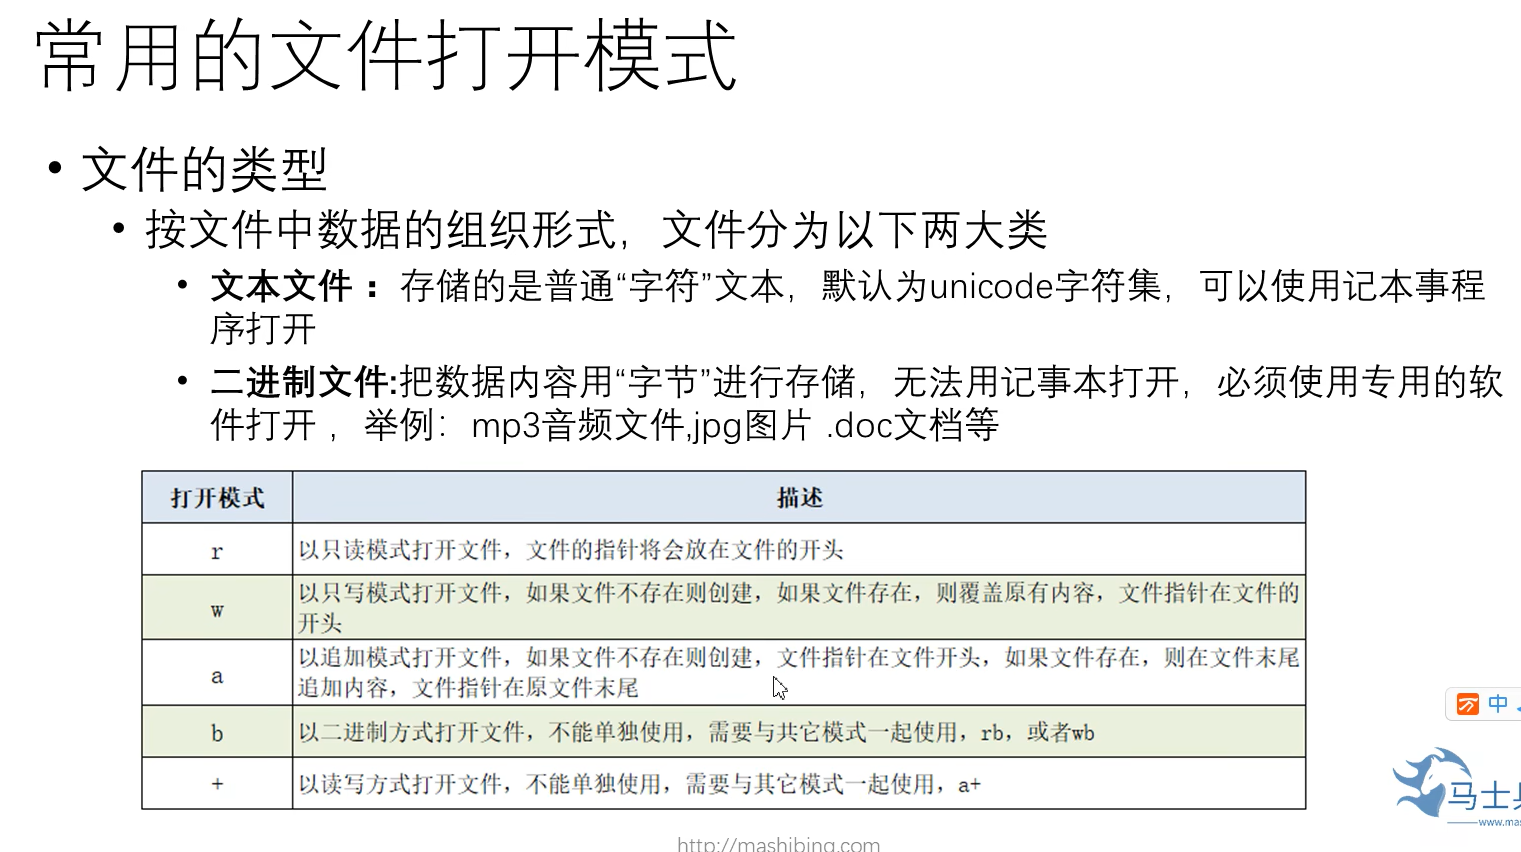 常用的文件打开模式
• 文件的类型
• 按文件中数据的组织形式，文件分为以下两大类
• 文本文件 ：存储的是普通“字符”文本，默认为unicode字符集，可以使用记本事程
序打开
• 二进制文件:把数据内容用“字节”进行存储，无法用记事本打开，必须使用专用的软
件打开 ，举例：mp3音频文件,jpg图片 .doc文档等
打开模式 描述
r 以只读模式打开文件，文件的指针将会放在文件的开头
w 以只写模式打开文件，如果文件不存在则创建，如果文件存在，则覆盖原有内容，文件指针在文件的
开头
a 以追加模式打开文件，如果文件不存在则创建，文件指针在文件开头，如果文件存在，则在文件末尾
追加内容，文件指针在原文件末尾
b 以二进制方式打开文件，不能单独使用，需要与共它模式一起使用，rb，或者wb
+ 以读写方式打开文件，不能单独使用，需要与其它模式一起使用，a+
中
马士兵
www.mas
http://mashibing.com